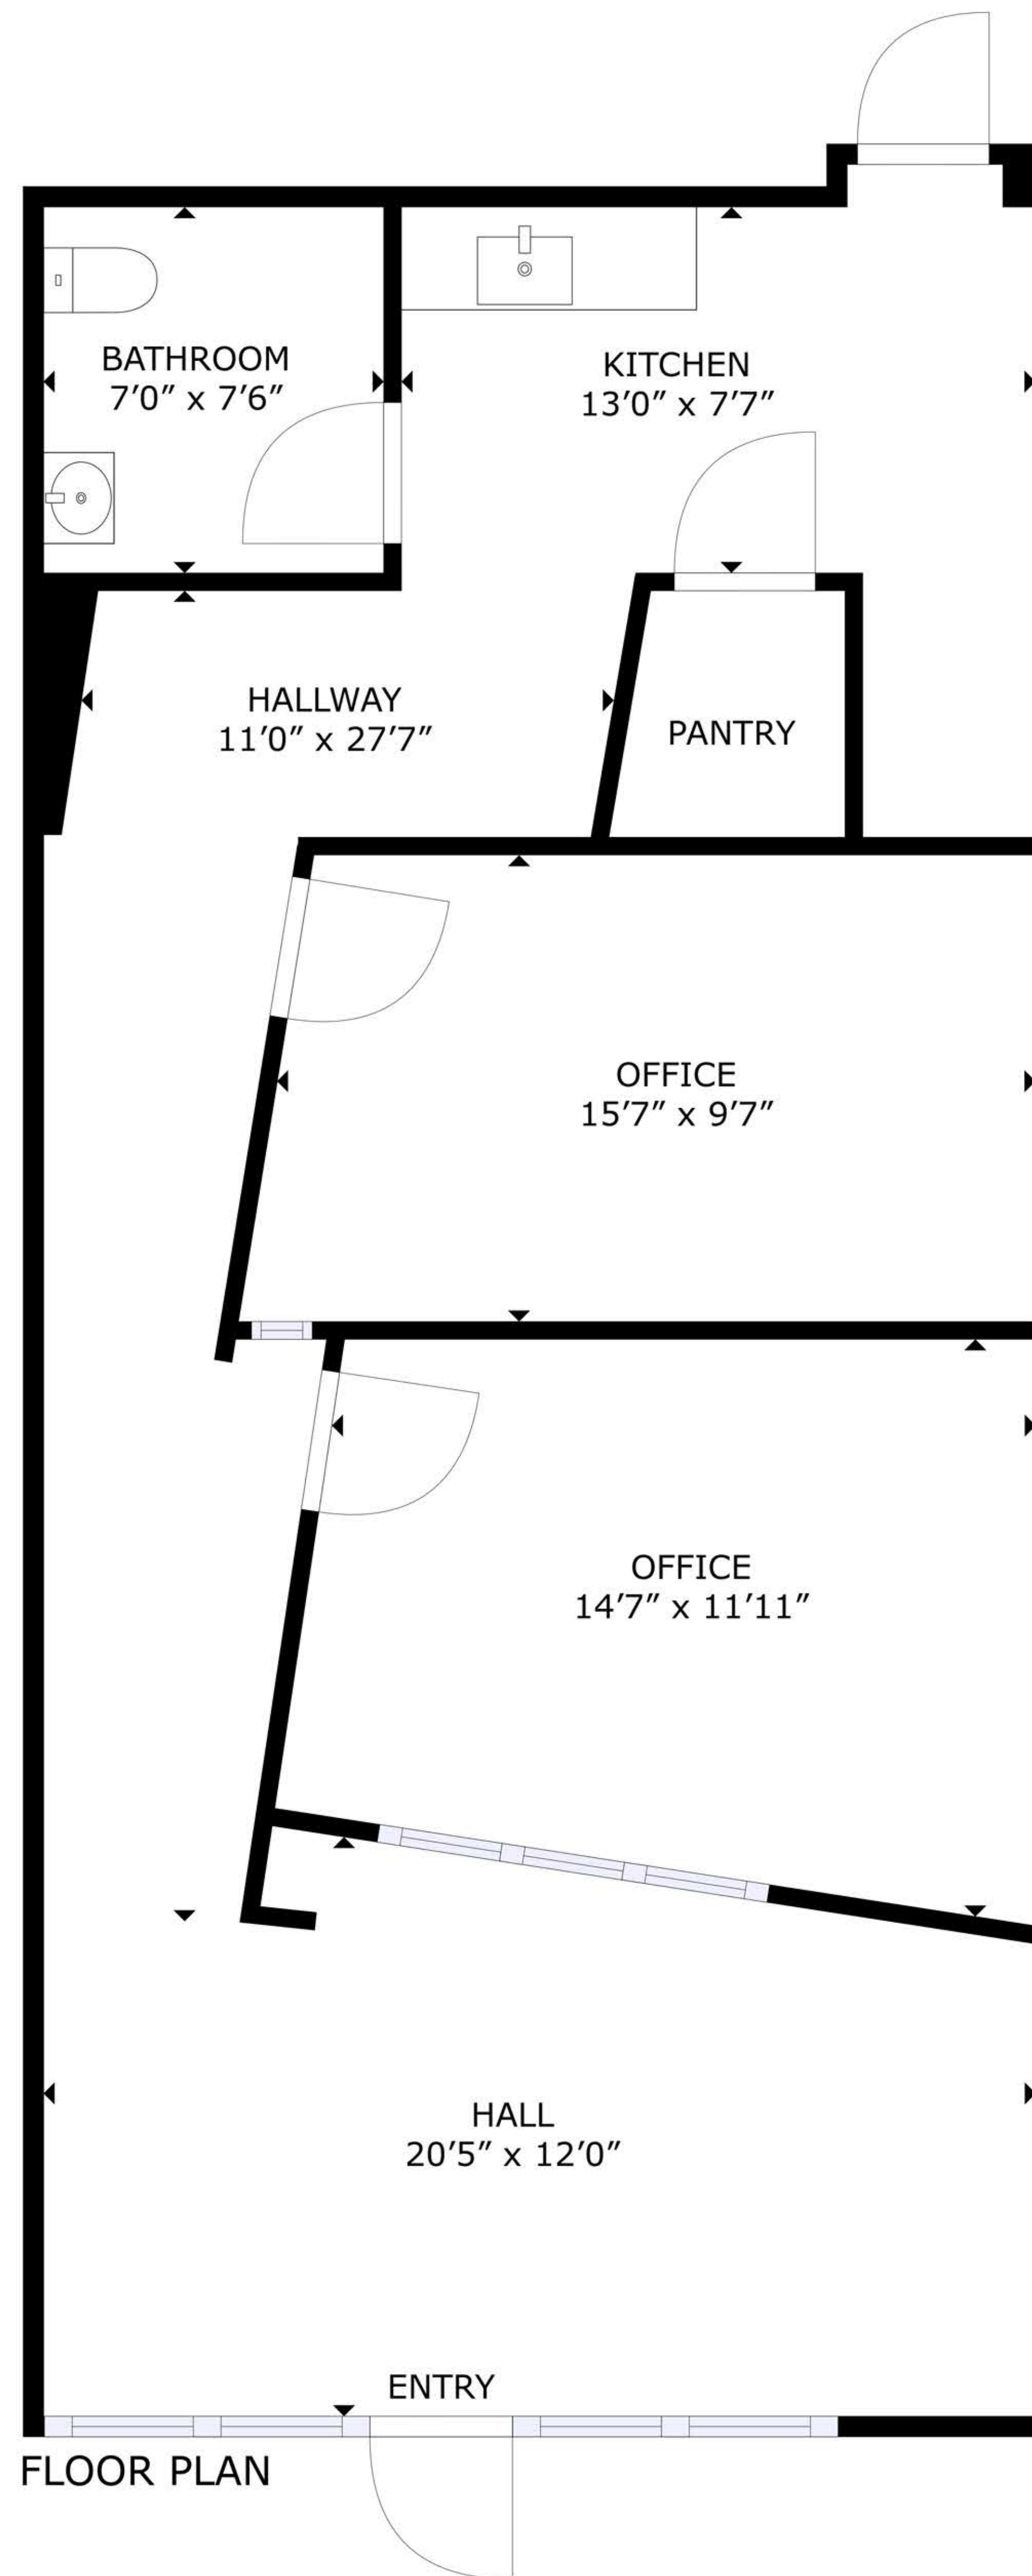 BATHROOM
7′0″ x 7′6″
KITCHEN
13′0″ x 7′7″
HALLWAY
11′0″ x 27′7″
PANTRY
OFFICE
15′7″ x 9′7″
OFFICE
14′7″ x 11′11″
HALL
20′5″ x 12′0″
ENTRY
FLOOR PLAN